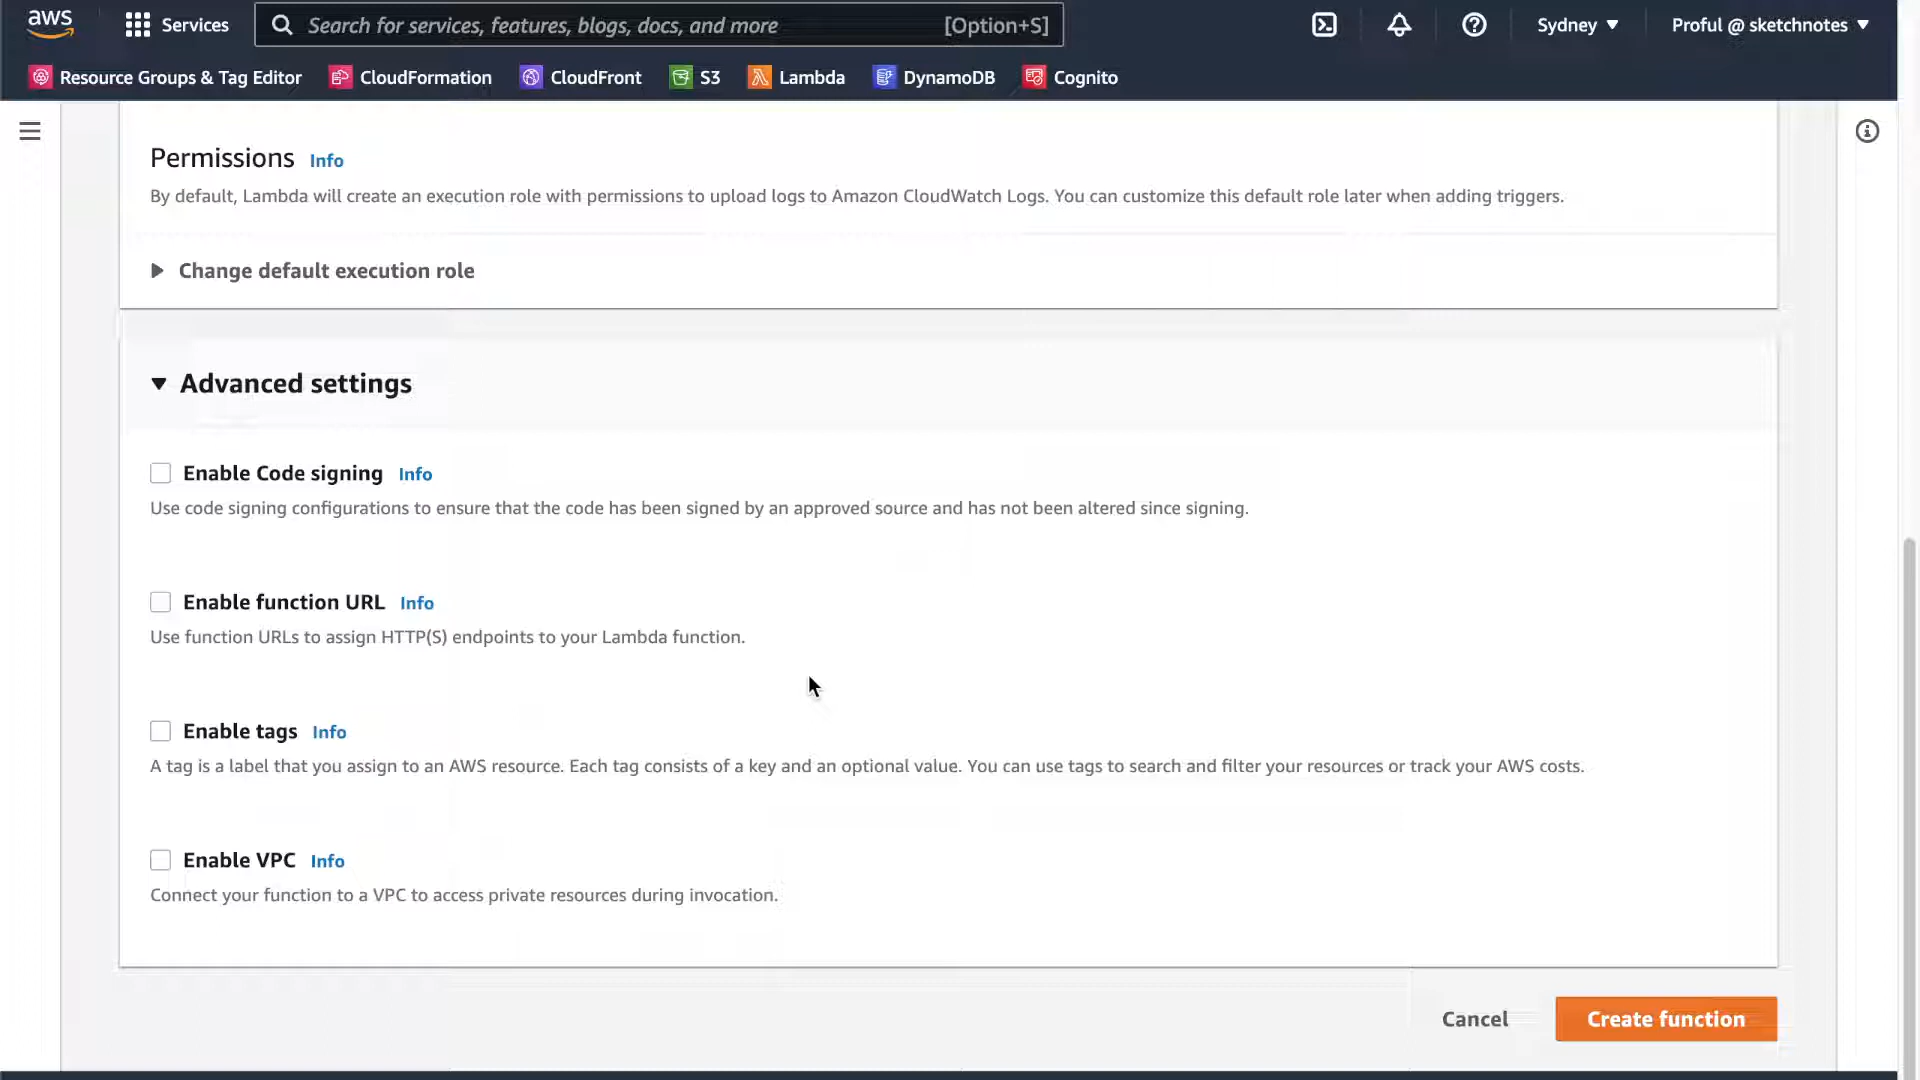 aws
Services
Search for services, features, blogs, docs, and more [Option+S]
Sydney
Proful @ sketchnotes
Resource Groups & Tag Editor
CloudFormation
CloudFront
S3
Lambda
DynamoDB
Cognito
Permissions Info
By default, Lambda will create an execution role with permissions to upload logs to Amazon CloudWatch Logs. You can customize this default role later when adding triggers.
Change default execution role
Advanced settings
Enable Code signing Info
Use code signing configurations to ensure that the code has been signed by an approved source and has not been altered since signing.
Enable function URL Info
Use function URLs to assign HTTP(S) endpoints to your Lambda function.
Enable tags Info
A tag is a label that you assign to an AWS resource. Each tag consists of a key and an optional value. You can use tags to search and filter your resources or track your AWS costs.
Enable VPC Info
Connect your function to a VPC to access private resources during invocation.
Cancel
Create function